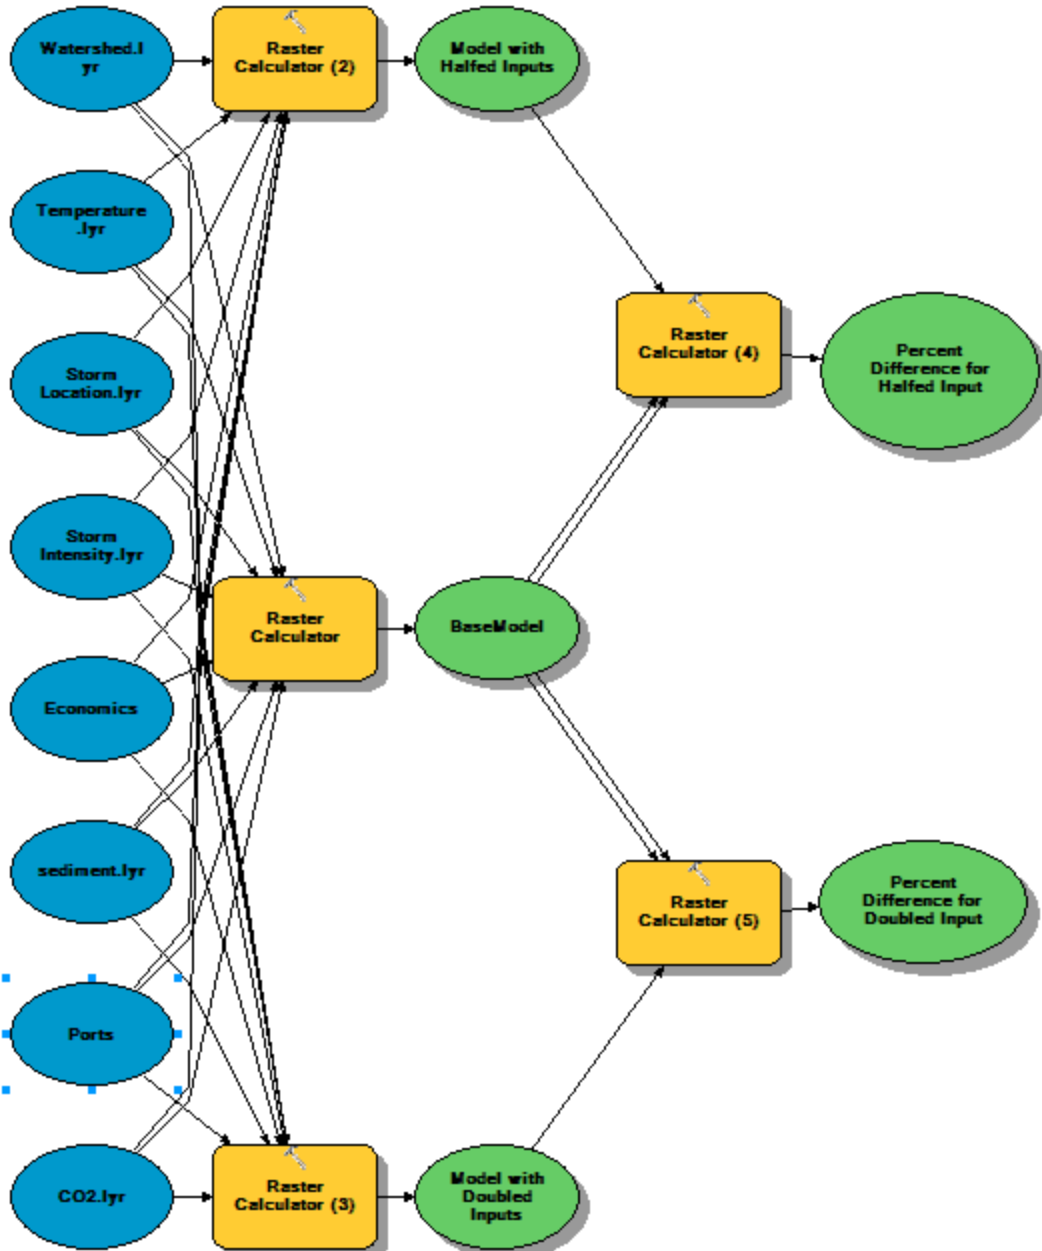 Watershed.l
yr
Raster
Calculator (2)
Model with
Halfed Inputs
Temperature
.lyr
Storm
Location.lyr
Raster
Calculator (4)
Percent
Difference for
Halfed Input
Storm
Intensity.lyr
Raster
Calculator
BaseModel
Economics
sediment.lyr
Raster
Calculator (5)
Percent
Difference for
Doubled Input
Ports
CO2.lyr
Raster
Calculator (3)
Model with
Doubled
Inputs